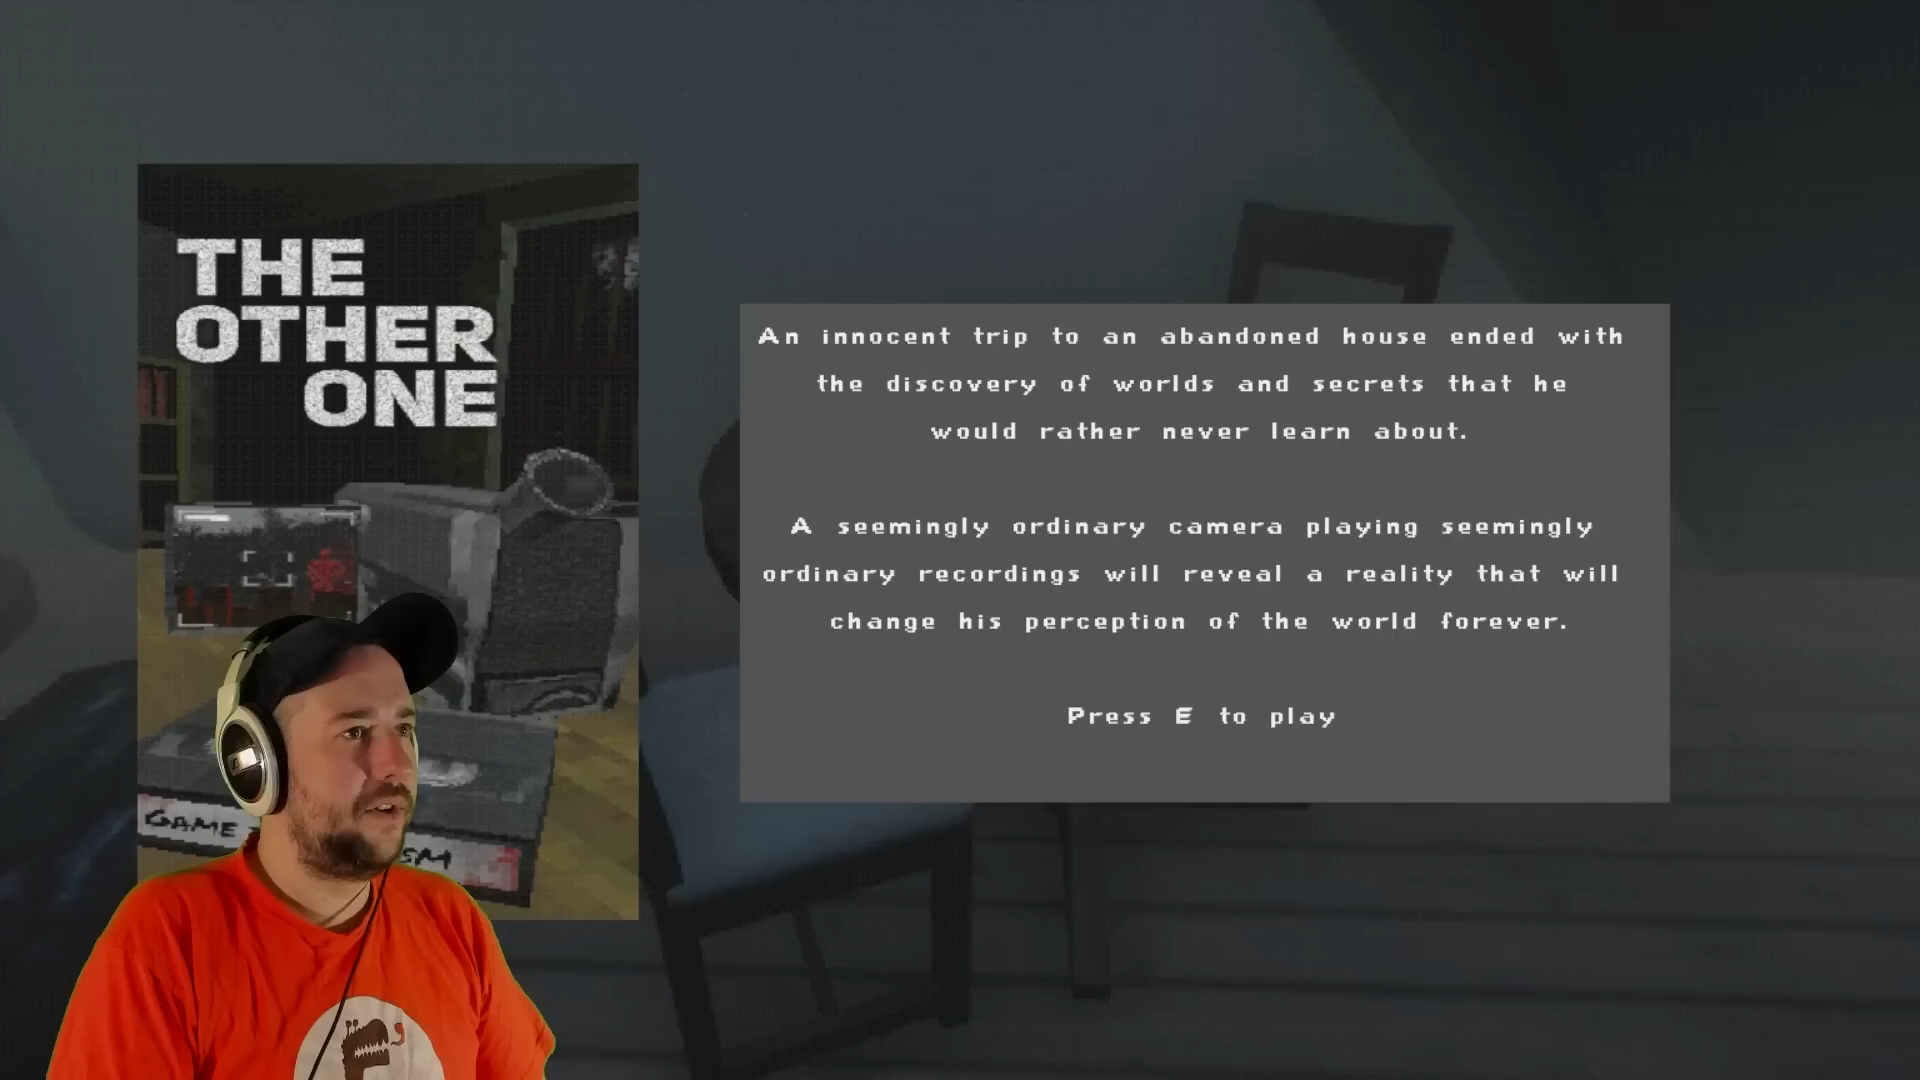 THE
OTHER
ONE
An innocent trip to an abandoned house ended with
the discovery of worlds and secrets that he
would rather never learn about.
A seemingly ordinary camera playing seemingly
ordinary recordings will reveal a reality that will
change his perception of the world forever.
Press E to play
GAME